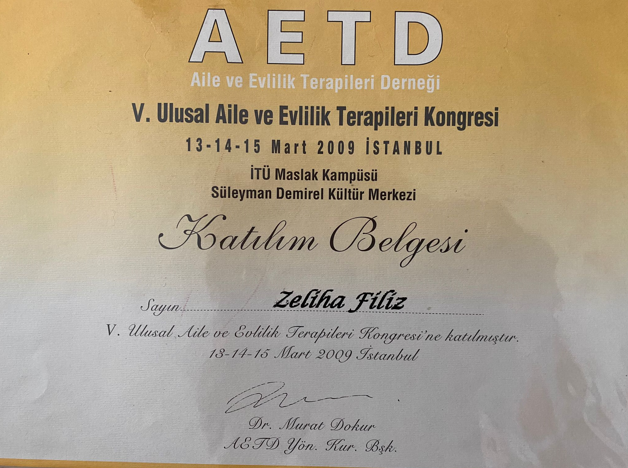 AETD
Aile ve Evlilik Terapileri Derneği
V. Ulusal Aile ve Evlilik Terapileri Kongresi
13-14-15 Mart 2009 İSTANBUL
İTÜ Maslak Kampüsü
Süleyman Demirel Kültür Merkezi
Katılım Belgesi
Sayın Zeliha Filiz
V. Ulusal Aile ve Evlilik Terapileri Kongresi'ne katılmıştır.
13-14-15 Mart 2009 İstanbul
Dr. Murat Dokur
AETD Yön. Kur. Bşk.